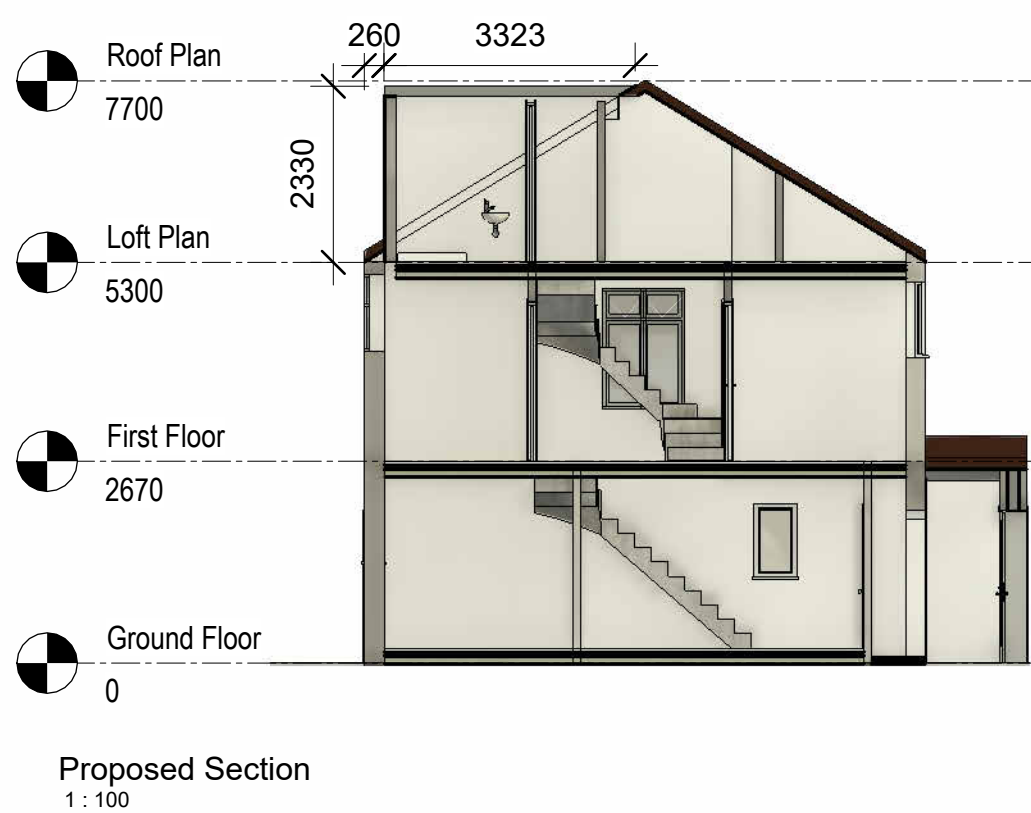 260 3323
Roof Plan
7700
2330
Loft Plan
5300
First Floor
2670
Ground Floor
0
Proposed Section
1 : 100